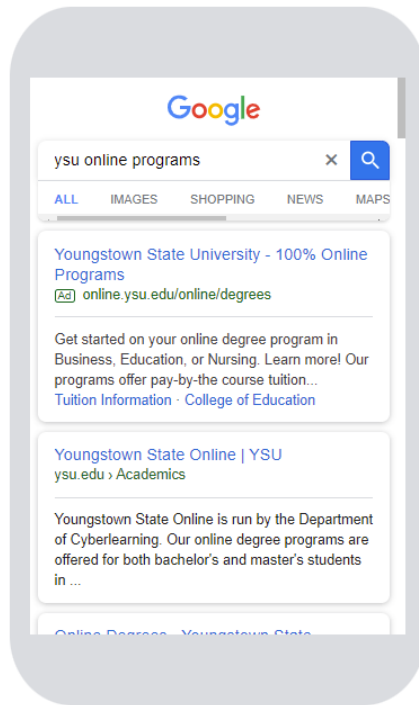 Google
ysu online programs
ALL IMAGES SHOPPING NEWS MAPS
Youngstown State University - 100% Online
Programs
Ad online.ysu.edu/online/degrees
Get started on your online degree program in
Business, Education, or Nursing. Learn more! Our
programs offer pay-by-the course tuition...
Tuition Information · College of Education
Youngstown State Online | YSU
ysu.edu › Academics
Youngstown State Online is run by the Department
of Cyberlearning. Our online degree programs are
offered for both bachelor's and master's students
in ...
Online Degrees - Youngstown State